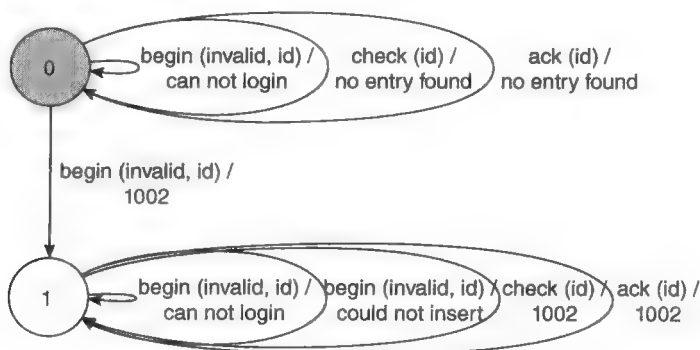 0
begin (invalid, id) /
can not login
check (id) /
no entry found
ack (id) /
no entry found
begin (invalid, id) /
1002
1
begin (invalid, id) /
can not login
begin (invalid, id) /
could not insert
check (id) /
1002
ack (id) /
1002